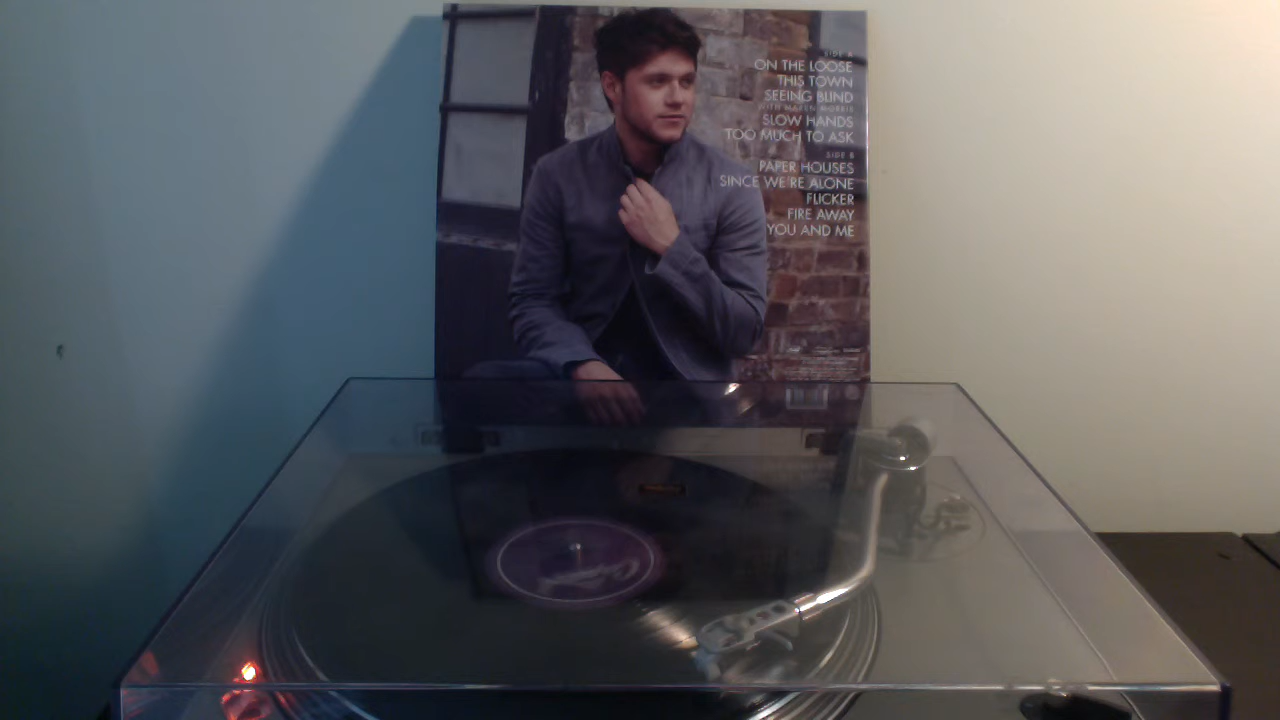 SIDE A
ON THE LOOSE
THIS TOWN
SEEING BLIND
WITH MAREN MORRIS
SLOW HANDS
TOO MUCH TO ASK
SIDE B
PAPER HOUSES
SINCE WE'RE ALONE
FLICKER
FIRE AWAY
YOU AND ME
Capitol